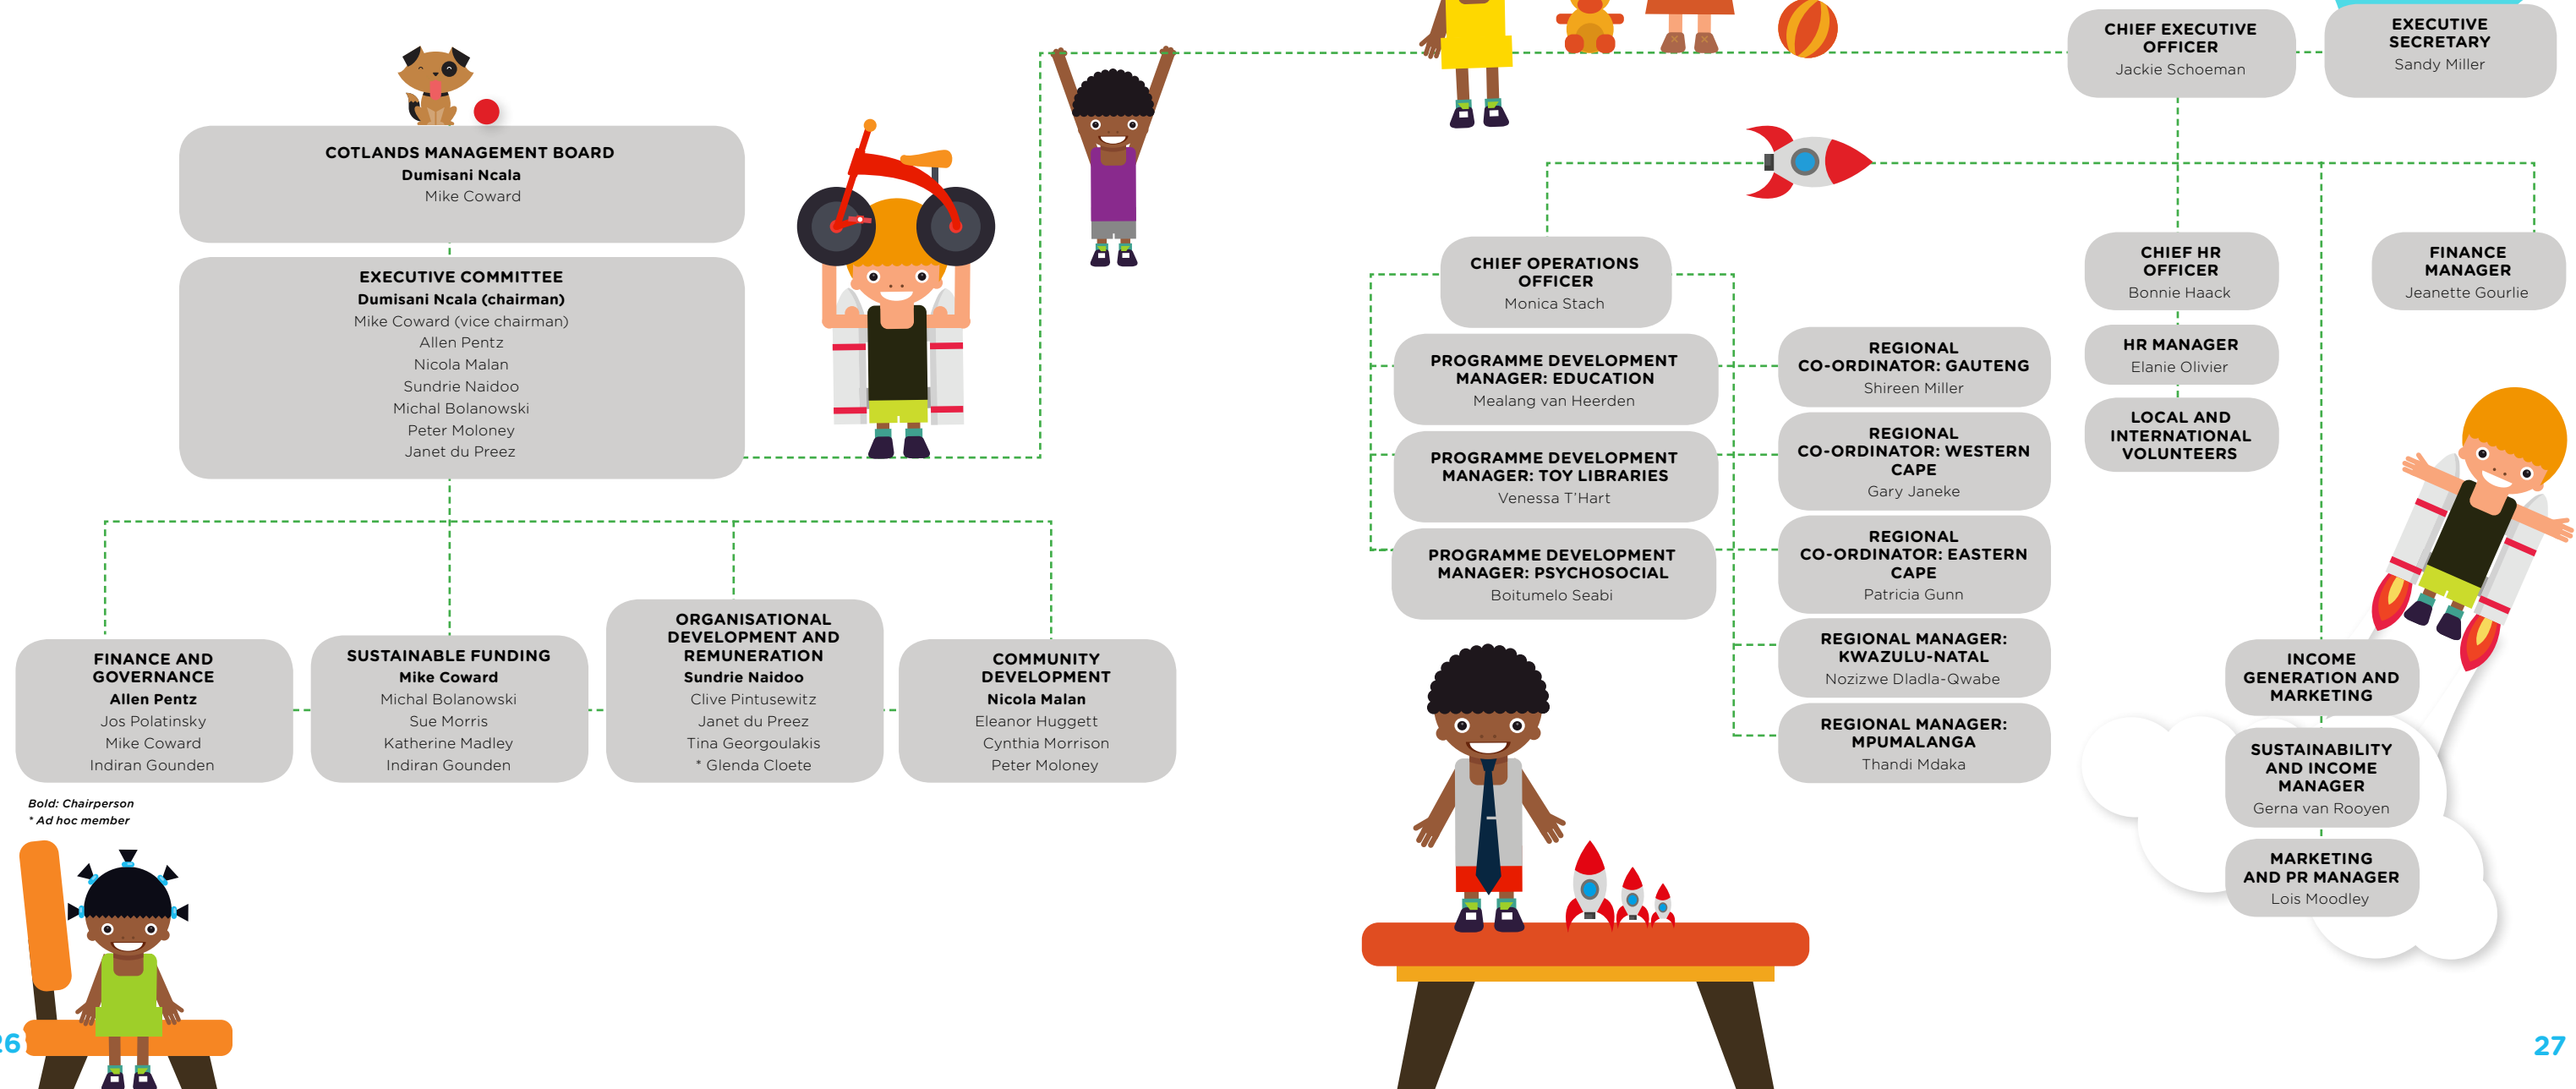 COTLANDS MANAGEMENT BOARD
Dumisani Ncala
Mike Coward
EXECUTIVE COMMITTEE
Dumisani Ncala (chairman)
Mike Coward (vice chairman)
Allen Pentz
Nicola Malan
Sundrie Naidoo
Michal Bolanowski
Peter Moloney
Janet du Preez
FINANCE AND
GOVERNANCE
Allen Pentz
Jos Polatinsky
Mike Coward
Indiran Gounden
SUSTAINABLE FUNDING
Mike Coward
Michal Bolanowski
Sue Morris
Katherine Madley
Indiran Gounden
ORGANISATIONAL
DEVELOPMENT AND
REMUNERATION
Sundrie Naidoo
Clive Pintusewitz
Janet du Preez
Tina Georgoulakis
* Glenda Cloete
COMMUNITY
DEVELOPMENT
Nicola Malan
Eleanor Huggett
Cynthia Morrison
Peter Moloney
Bold: Chairperson
* Ad hoc member
26
CHIEF EXECUTIVE
OFFICER
Jackie Schoeman
EXECUTIVE
SECRETARY
Sandy Miller
CHIEF OPERATIONS
OFFICER
Monica Stach
PROGRAMME DEVELOPMENT
MANAGER: EDUCATION
Mealang van Heerden
PROGRAMME DEVELOPMENT
MANAGER: TOY LIBRARIES
Venessa T’Hart
PROGRAMME DEVELOPMENT
MANAGER: PSYCHOSOCIAL
Boitumelo Seabi
REGIONAL
CO-ORDINATOR: GAUTENG
Shireen Miller
REGIONAL
CO-ORDINATOR: WESTERN
CAPE
Gary Janeke
REGIONAL
CO-ORDINATOR: EASTERN
CAPE
Patricia Gunn
REGIONAL MANAGER:
KWAZULU-NATAL
Nozizwe Dladla-Qwabe
REGIONAL MANAGER:
MPUMALANGA
Thandi Mdaka
CHIEF HR
OFFICER
Bonnie Haack
HR MANAGER
Elanie Olivier
LOCAL AND
INTERNATIONAL
VOLUNTEERS
FINANCE
MANAGER
Jeanette Gourlie
INCOME
GENERATION AND
MARKETING
SUSTAINABILITY
AND INCOME
MANAGER
Gerna van Rooyen
MARKETING
AND PR MANAGER
Lois Moodley
27